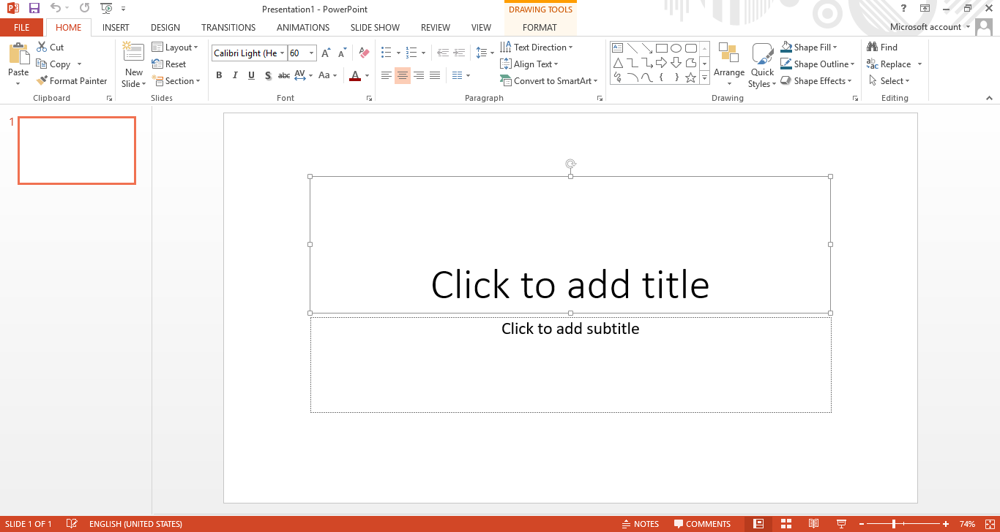 Presentation1 - PowerPoint
DRAWING TOOLS
?
FILE HOME INSERT DESIGN TRANSITIONS ANIMATIONS SLIDE SHOW REVIEW VIEW FORMAT
Microsoft account
Paste
Cut
Copy
Format Painter
Clipboard
New
Slide
Layout
Reset
Section
Slides
Calibri Light (He 60
B I U S abc AV Aa A
Font
Text Direction
Align Text
Convert to SmartArt
Paragraph
Arrange
Quick
Styles
Shape Fill
Shape Outline
Shape Effects
Drawing
Find
Replace
Select
Editing
1
Click to add title
Click to add subtitle
SLIDE 1 OF 1 ENGLISH (UNITED STATES) NOTES COMMENTS 74%